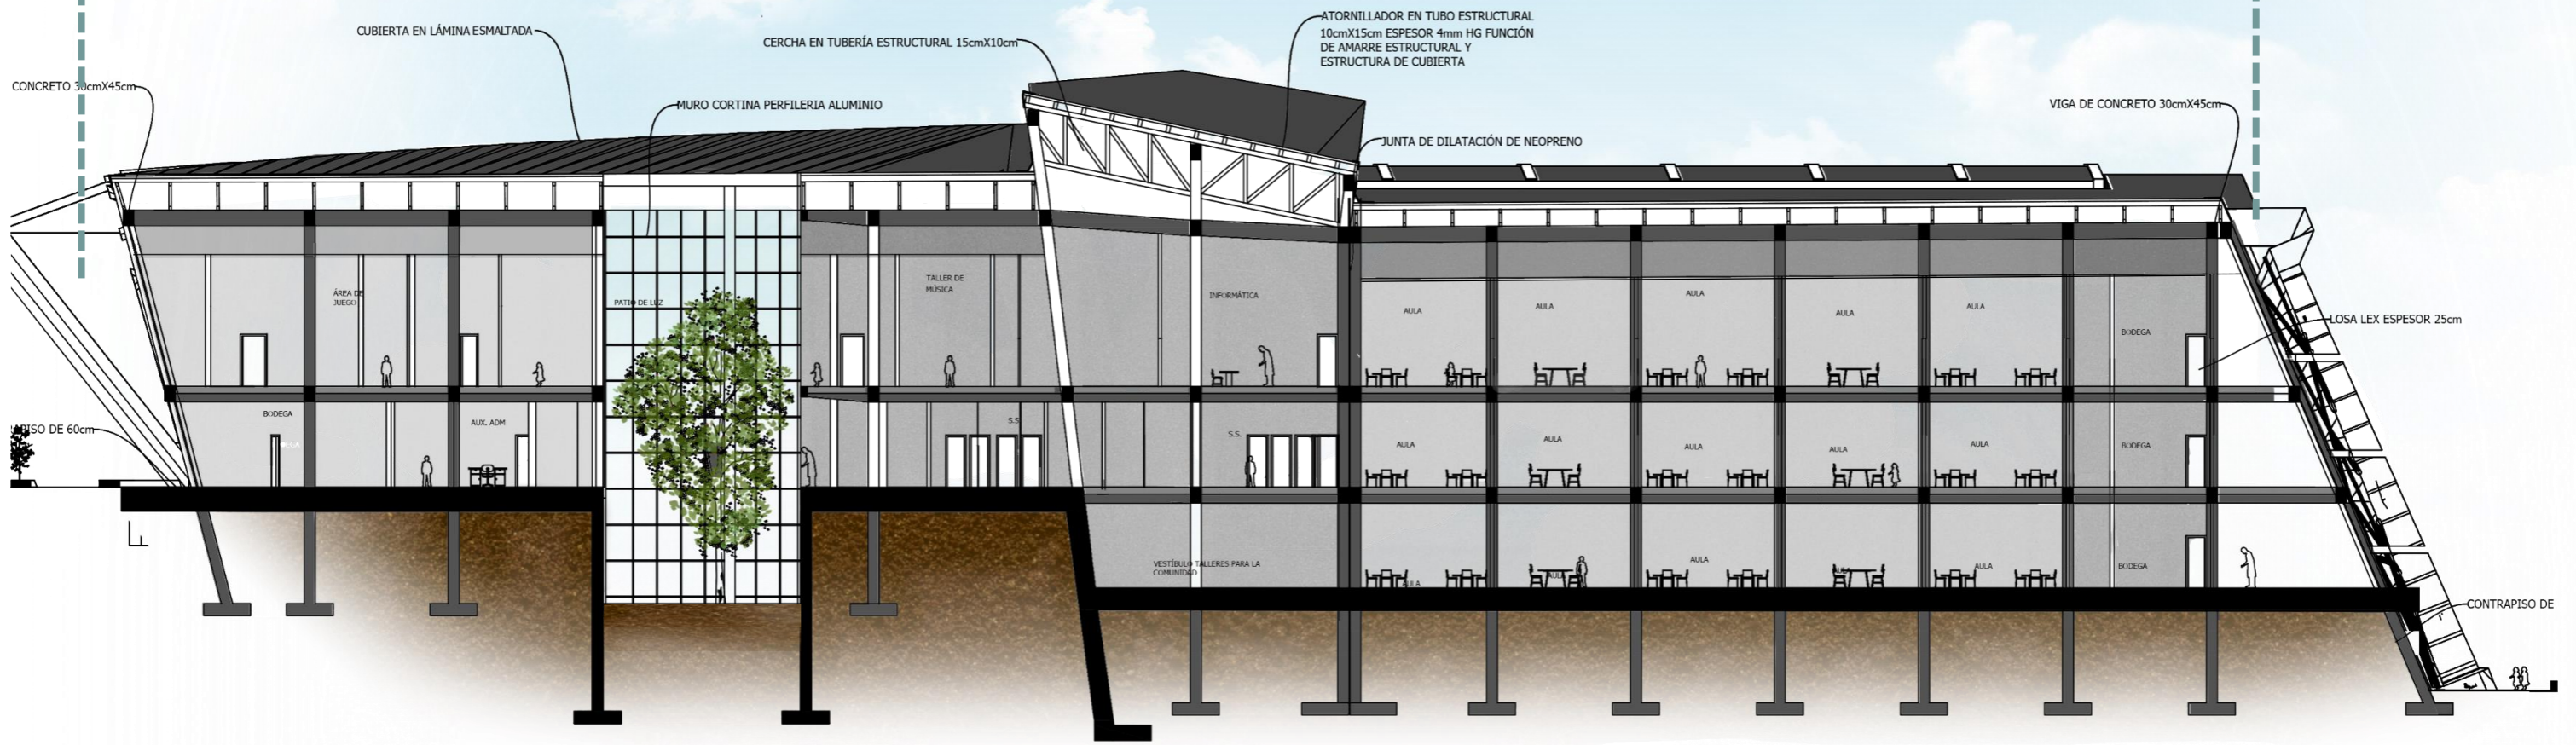 ATORNILLADOR EN TUBO ESTRUCTURAL
10cmX15cm ESPESOR 4mm HG FUNCIÓN
DE AMARRE ESTRUCTURAL Y
ESTRUCTURA DE CUBIERTA
CUBIERTA EN LÁMINA ESMALTADA
CERCHA EN TUBERÍA ESTRUCTURAL 15cmX10cm
CONCRETO 30cmX45cm
MURO CORTINA PERFILERIA ALUMINIO
VIGA DE CONCRETO 30cmX45cm
JUNTA DE DILATACIÓN DE NEOPRENO
ÁREA DE
JUEGO
PATIO DE LUZ
TALLER DE
MÚSICA
INFORMÁTICA
AULA
AULA
AULA
AULA
AULA
BODEGA
LOSA LEX ESPESOR 25cm
BODEGA
AUX. ADM
S.S.
S.S.
AULA
AULA
AULA
AULA
AULA
BODEGA
PISO DE 60cm
VESTÍBULO TALLERES PARA LA
COMUNIDAD
AULA
AULA
AULA
AULA
AULA
BODEGA
CONTRAPISO DE